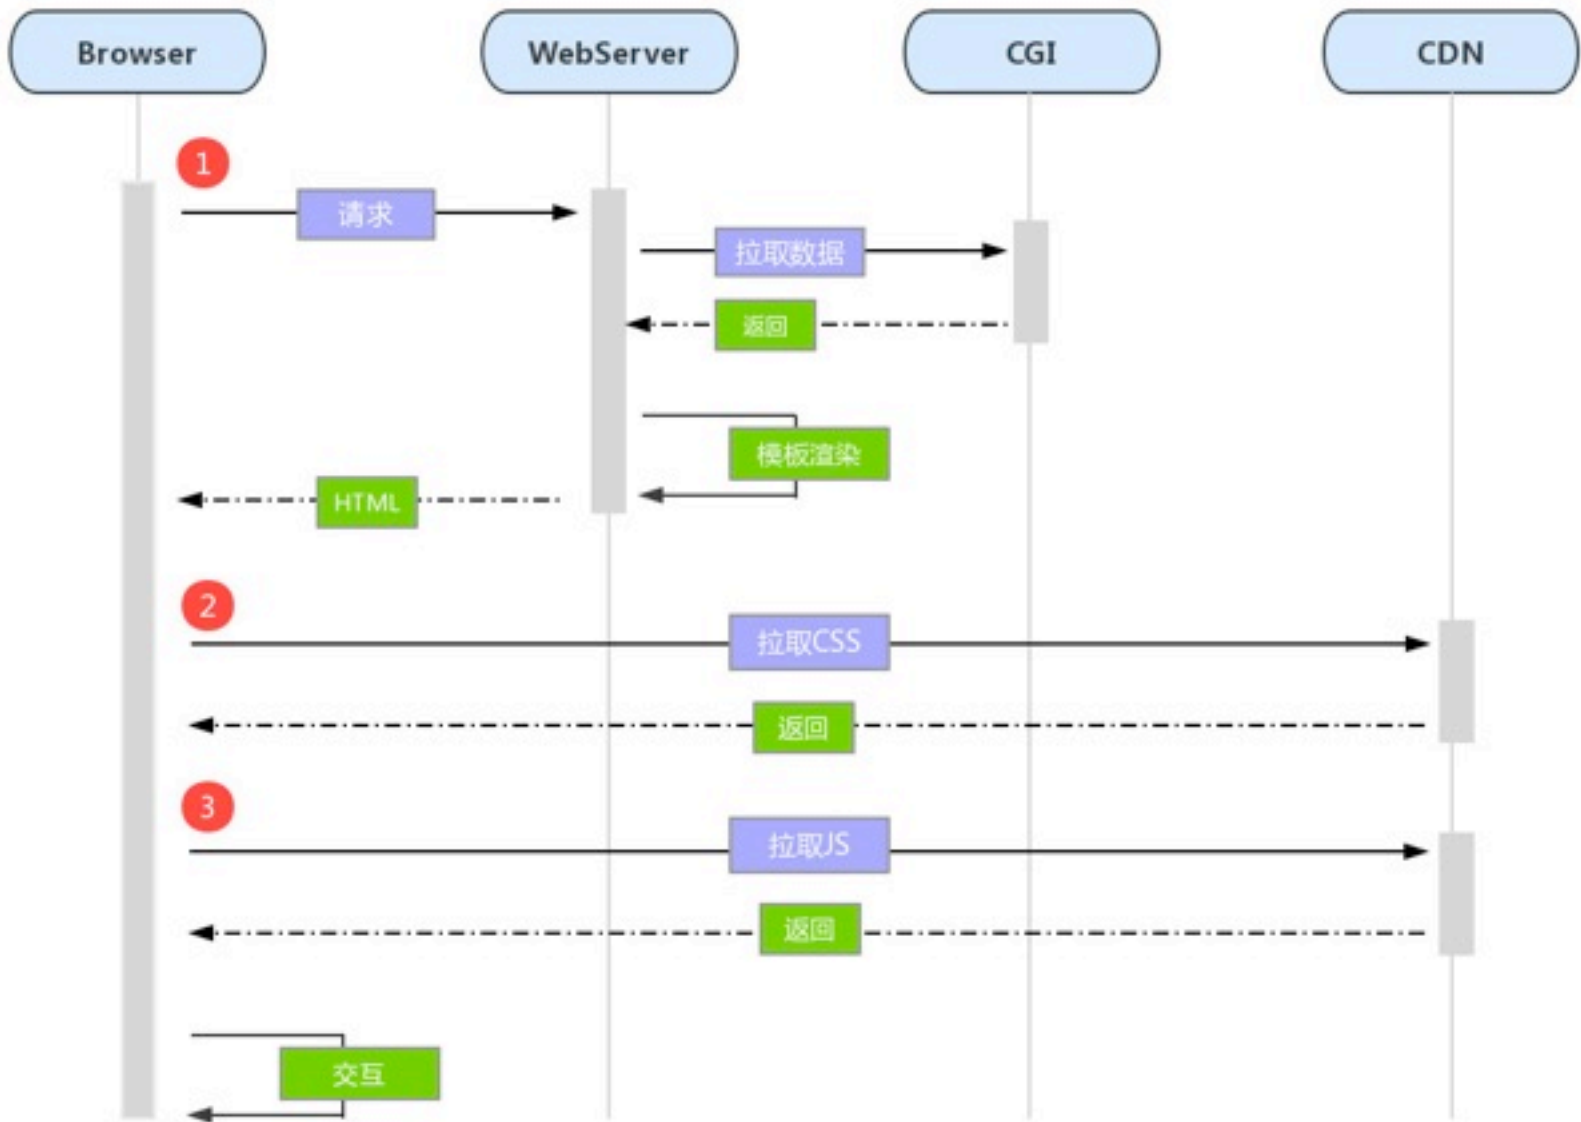 Browser
WebServer
CGI
CDN
1
请求
拉取数据
返回
模板渲染
HTML
2
拉取CSS
返回
3
拉取JS
返回
交互